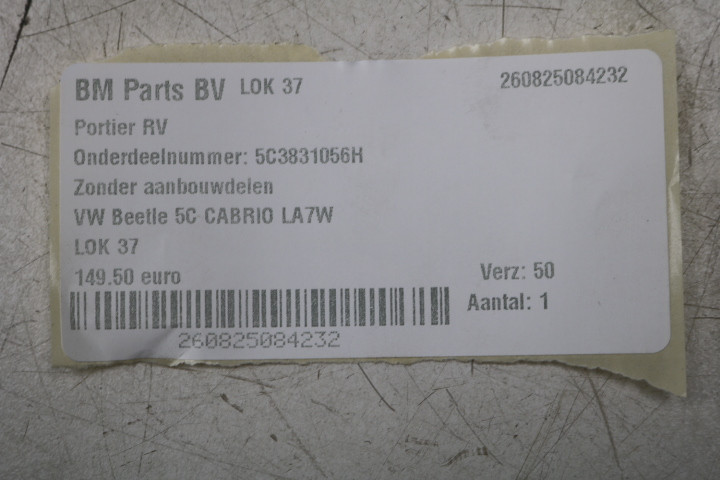 BM Parts BV LOK 37 260825084232
Portier RV
Onderdeelnummer: 5C3831056H
Zonder aanbouwdelen
VW Beetle 5C CABRIO LA7W
LOK 37
149.50 euro Verz: 50
Aantal: 1
260825084232